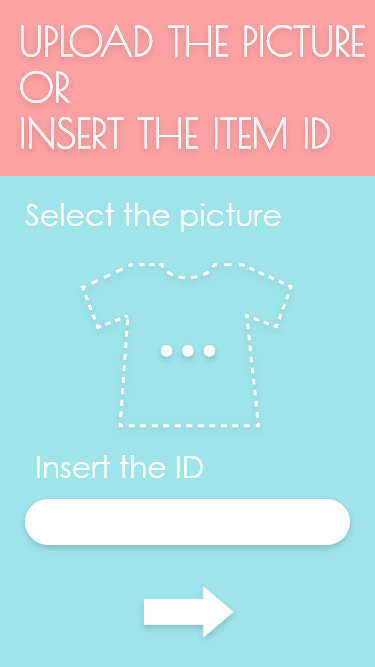 UPLOAD THE PICTURE
OR
INSERT THE ITEM ID
Select the picture
Insert the ID